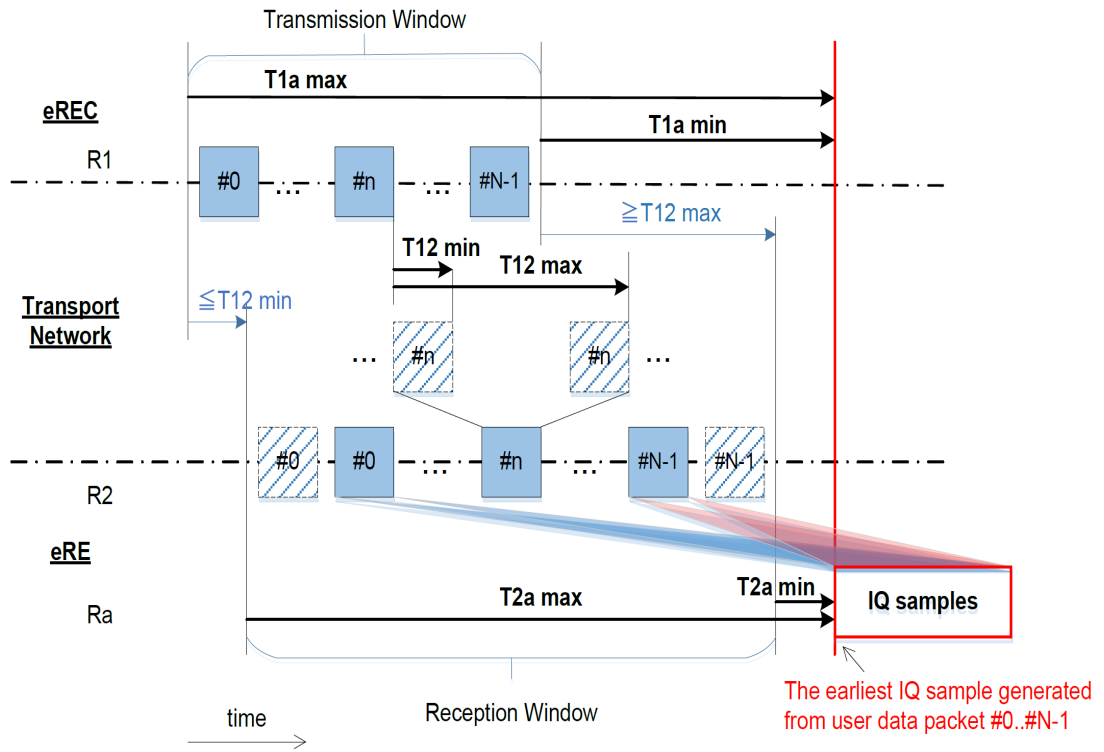 Transmission Window
T1a max
eREC
T1a min
R1
#0
...
#n
...
#N-1
≧T12 max
T12 min
T12 max
≦T12 min
Transport
Network
...
#n
#n
...
#0
#0
...
#n
...
#N-1
#N-1
R2
eRE
T2a min
T2a max
IQ samples
Ra
The earliest IQ sample generated
from user data packet #0..#N-1
time
Reception Window